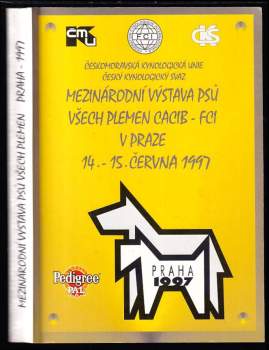 MEZINÁRODNÍ VÝSTAVA PSŮ VŠECH PLEMEN PRAHA - 1997
ČMKU
FCI
ČKS
ČESKOMORAVSKÁ KYNOLOGICKÁ UNIE
ČESKÝ KYNOLOGICKÝ SVAZ
MEZINÁRODNÍ VÝSTAVA PSŮ
VŠECH PLEMEN CACIB - FCI
V PRAZE
14. - 15. ČERVNA 1997
Pedigree
PAL
PRAHA
1997